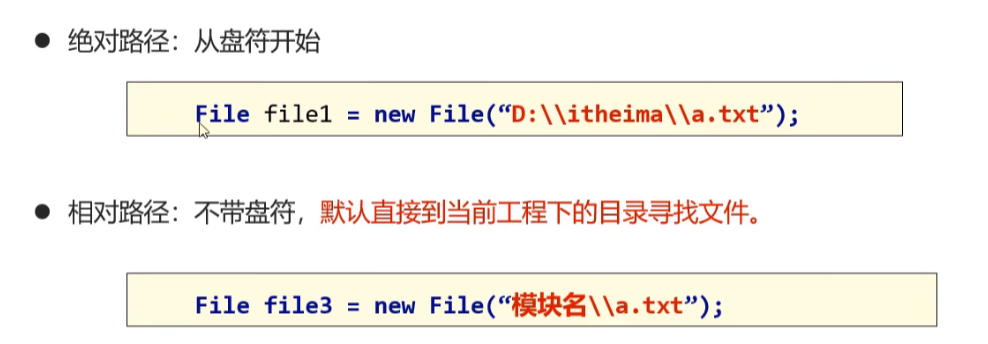 ● 绝对路径：从盘符开始
File file1 = new File(“D:\\itheima\\a.txt”);
● 相对路径：不带盘符，默认直接到当前工程下的目录寻找文件。
File file3 = new File(“模块名\\a.txt”);